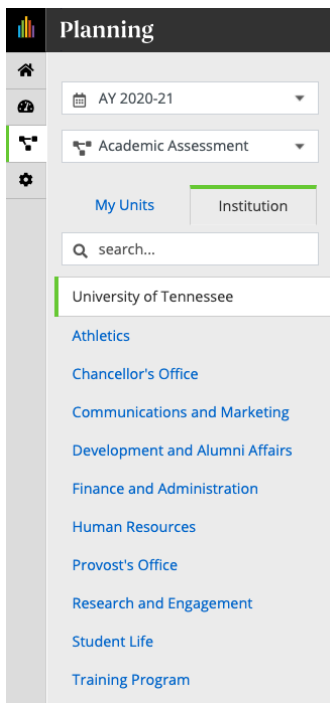 Planning
AY 2020-21
Academic Assessment
My Units
Institution
search...
University of Tennessee
Athletics
Chancellor's Office
Communications and Marketing
Development and Alumni Affairs
Finance and Administration
Human Resources
Provost's Office
Research and Engagement
Student Life
Training Program